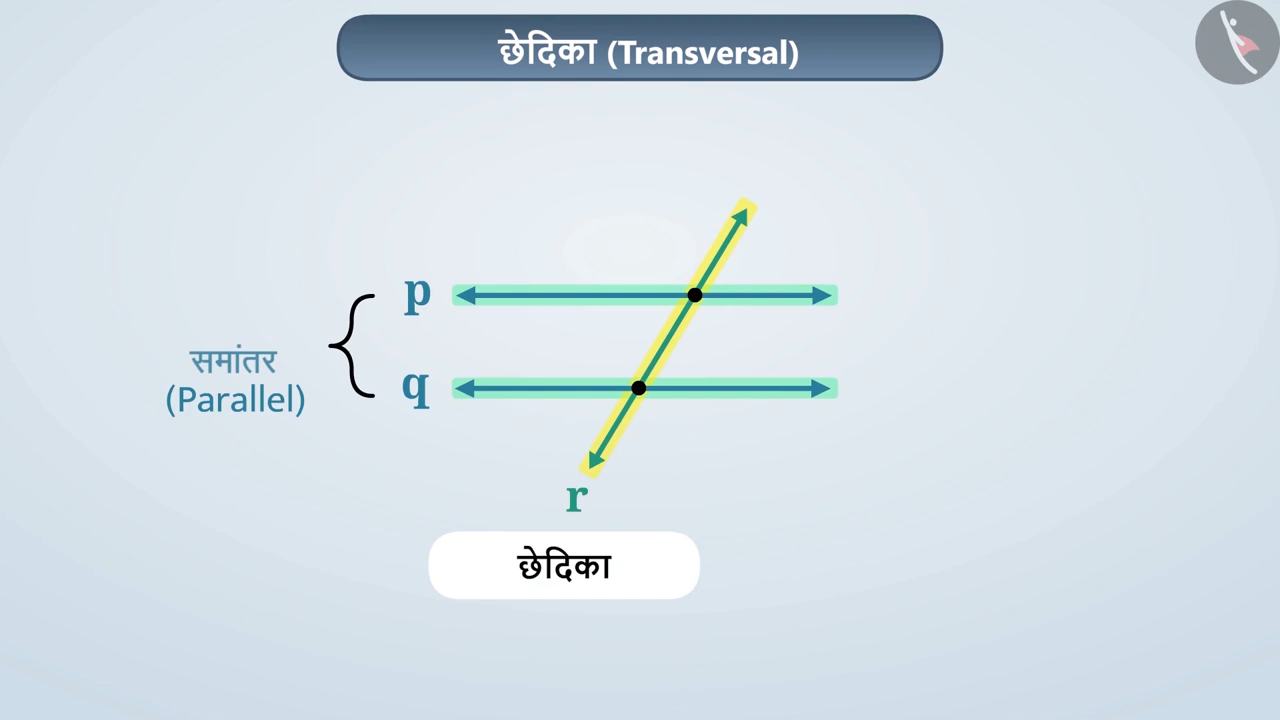 छेदिका (Transversal)
p
समांतर
(Parallel)
q
r
छेदिका